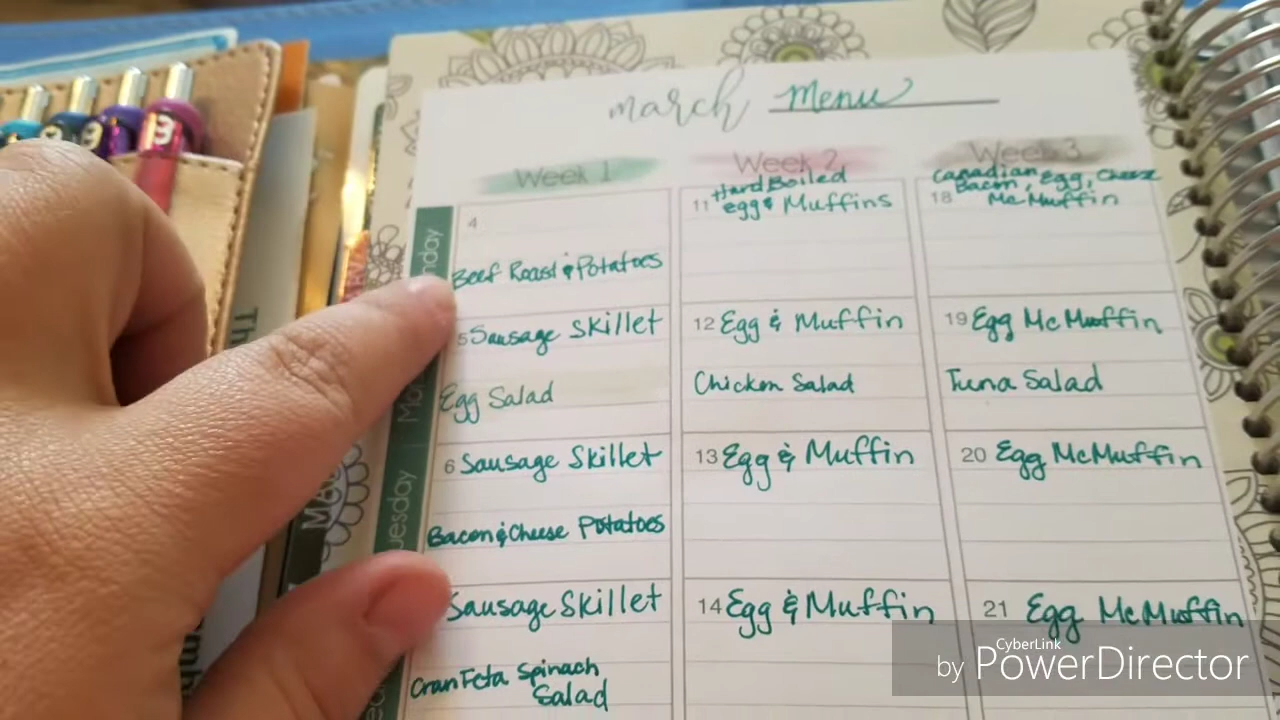 march Menu
Week 1
Week 2
Week 3
4
Beef Roast & Potatoes
5 Sausage Skillet
Egg Salad
6 Sausage Skillet
Bacon & Cheese Potatoes
Sausage Skillet
Cran Feta Spinach
Salad
Hard Boiled
11 egg & Muffins
12 Egg & Muffin
Chicken Salad
13 Egg & Muffin
14 Egg & Muffin
Canadian
Bacon, Egg, Cheese
18 McMuffin
19 Egg McMuffin
Tuna Salad
20 Egg McMuffin
21 Egg McMuffin
CyberLink
by PowerDirector